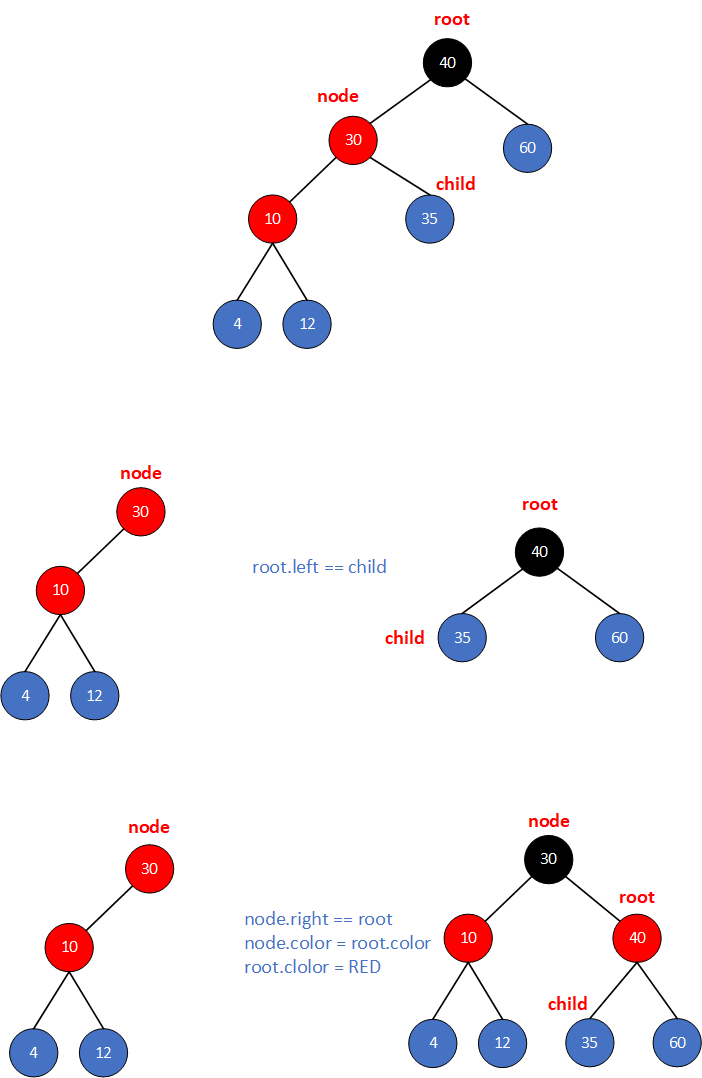 root
40
node
30
60
child
10
35
4
12
node
30
root
40
root.left == child
10
child
35
60
4
12
node
30
node
30
root
node.right == root
node.color = root.color
root.clolor = RED
10
10
40
child
4
12
4
12
35
60